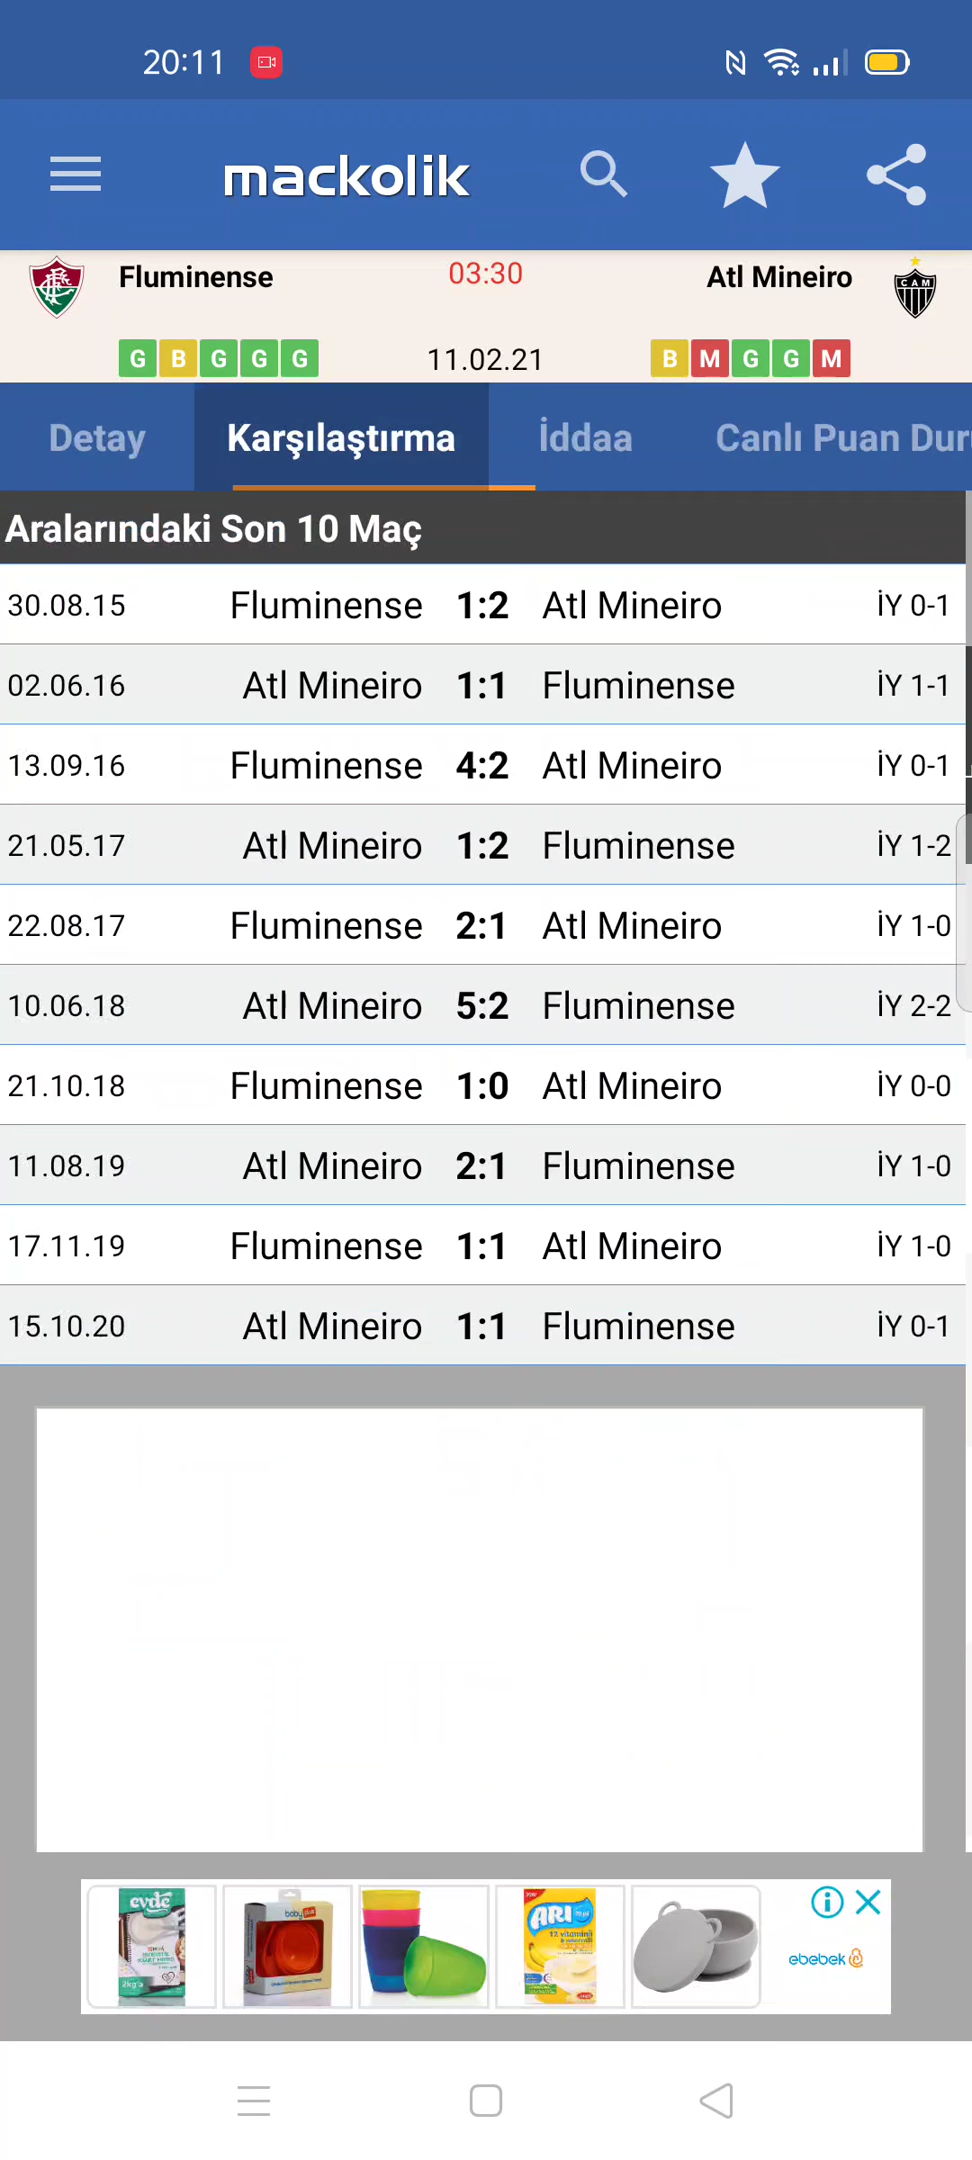 20:11
mackolik
Fluminense 03:30 Atl Mineiro
CAM
G B G G G 11.02.21 B M G G M
Detay Karşılaştırma İddaa Canlı Puan Dur
Aralarındaki Son 10 Maç
30.08.15 Fluminense 1:2 Atl Mineiro İY 0-1
02.06.16 Atl Mineiro 1:1 Fluminense İY 1-1
13.09.16 Fluminense 4:2 Atl Mineiro İY 0-1
21.05.17 Atl Mineiro 1:2 Fluminense İY 1-2
22.08.17 Fluminense 2:1 Atl Mineiro İY 1-0
10.06.18 Atl Mineiro 5:2 Fluminense İY 2-2
21.10.18 Fluminense 1:0 Atl Mineiro İY 0-0
11.08.19 Atl Mineiro 2:1 Fluminense İY 1-0
17.11.19 Fluminense 1:1 Atl Mineiro İY 1-0
15.10.20 Atl Mineiro 1:1 Fluminense İY 0-1
evde
2kg
baby
ARI
12 vitaminli
ebebek